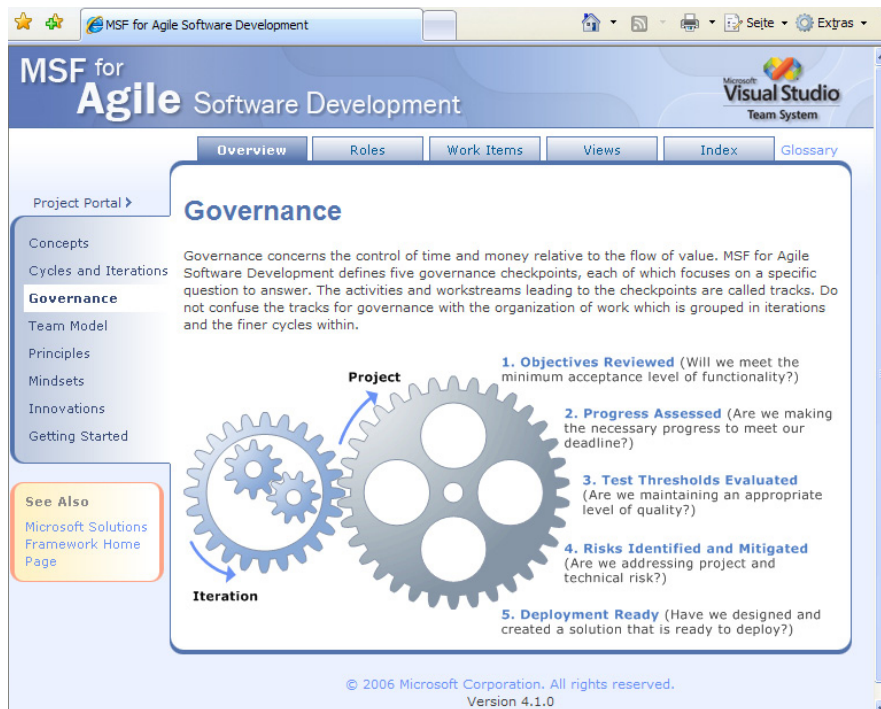 MSF for Agile Software Development
Seite
Extras
MSF for
Agile Software Development
Microsoft
Visual Studio
Team System
Overview
Roles
Work Items
Views
Index
Glossary
Project Portal
Concepts
Cycles and Iterations
Governance
Team Model
Principles
Mindsets
Innovations
Getting Started
See Also
Microsoft Solutions
Framework Home
Page
Governance
Governance concerns the control of time and money relative to the flow of value. MSF for Agile
Software Development defines five governance checkpoints, each of which focuses on a specific
question to answer. The activities and workstreams leading to the checkpoints are called tracks. Do
not confuse the tracks for governance with the organization of work which is grouped in iterations
and the finer cycles within.
Project
Iteration
1. Objectives Reviewed (Will we meet the
minimum acceptance level of functionality?)
2. Progress Assessed (Are we making
the necessary progress to meet our
deadline?)
3. Test Thresholds Evaluated
(Are we maintaining an appropriate
level of quality?)
4. Risks Identified and Mitigated
(Are we addressing project and
technical risk?)
5. Deployment Ready (Have we designed and
created a solution that is ready to deploy?)
© 2006 Microsoft Corporation. All rights reserved.
Version 4.1.0